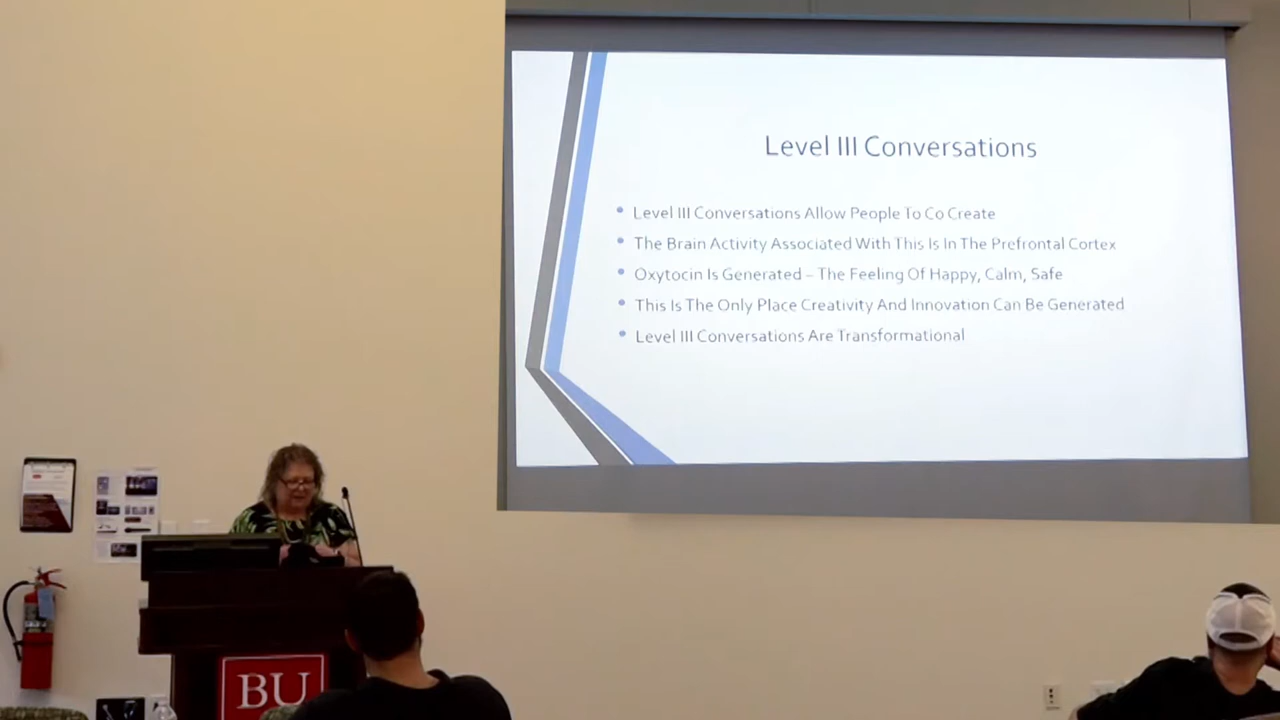 Level III Conversations
Level III Conversations Allow People To Co Create
The Brain Activity Associated With This Is In The Prefrontal Cortex
Oxytocin Is Generated – The Feeling Of Happy, Calm, Safe
This Is The Only Place Creativity And Innovation Can Be Generated
Level III Conversations Are Transformational
BU